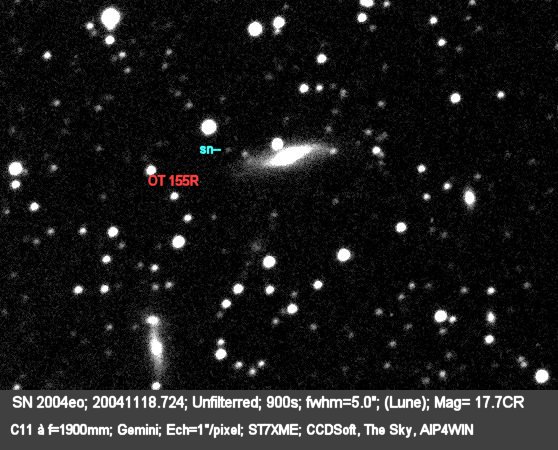 sn
OT 155R
SN 2004eo; 20041118.724; Unfilterred; 900s; fwhm=5.0"; (Lune); Mag= 17.7CR
C11 à f=1900mm; Gemini; Ech=1"/pixel; ST7XME; CCDSoft, The Sky, AIP4WIN